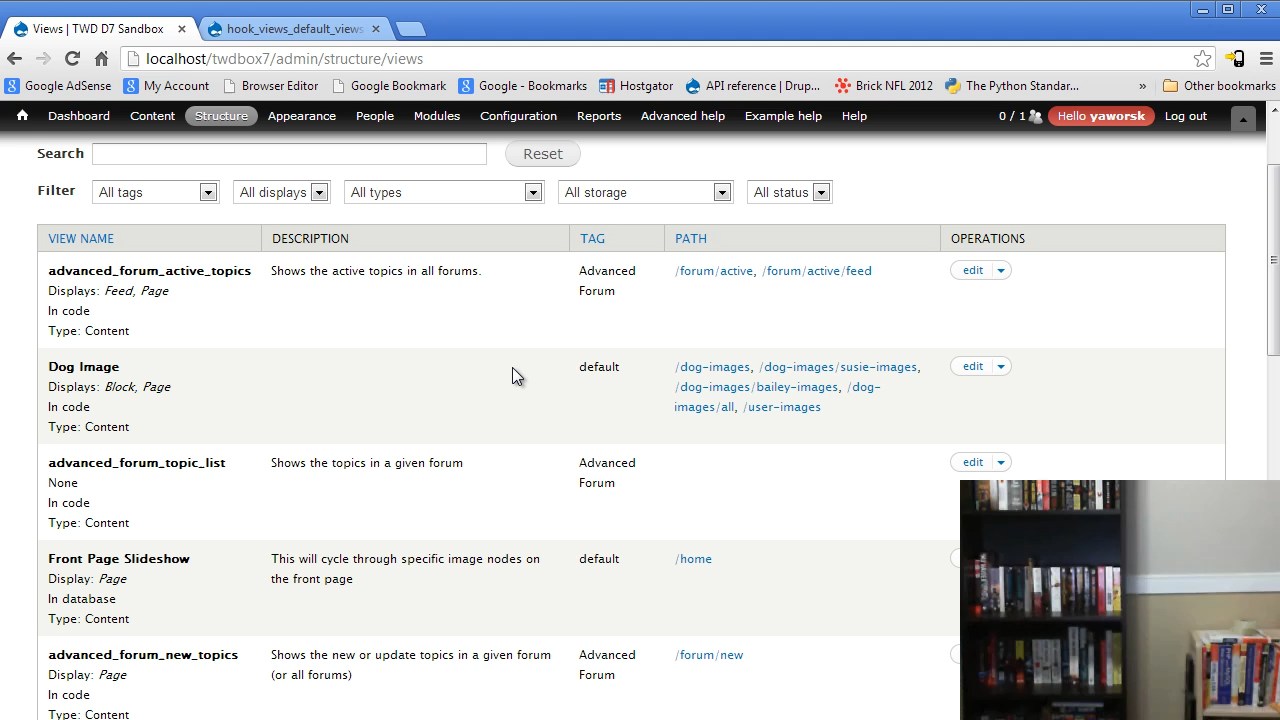 Views | TWD D7 Sandbox
hook_views_default_views
localhost/twdbox7/admin/structure/views
Google AdSense
My Account
Browser Editor
Google Bookmark
Google - Bookmarks
Hostgator
API reference | Drup...
Brick NFL 2012
The Python Standar...
»
Other bookmarks
Dashboard
Content
Structure
Appearance
People
Modules
Configuration
Reports
Advanced help
Example help
Help
0 / 1
Hello yaworsk
Log out
Search
Reset
Filter
All tags
All displays
All types
All storage
All status
VIEW NAME
DESCRIPTION
TAG
PATH
OPERATIONS
advanced_forum_active_topics
Displays: Feed, Page
In code
Type: Content
Shows the active topics in all forums.
Advanced
Forum
/forum/active, /forum/active/feed
edit
Dog Image
Displays: Block, Page
In code
Type: Content
default
/dog-images, /dog-images/susie-images,
/dog-images/bailey-images, /dog-
images/all, /user-images
edit
advanced_forum_topic_list
None
In code
Type: Content
Shows the topics in a given forum
Advanced
Forum
edit
Front Page Slideshow
Display: Page
In database
Type: Content
This will cycle through specific image nodes on
the front page
default
/home
advanced_forum_new_topics
Display: Page
In code
Type: Content
Shows the new or update topics in a given forum
(or all forums)
Advanced
Forum
/forum/new